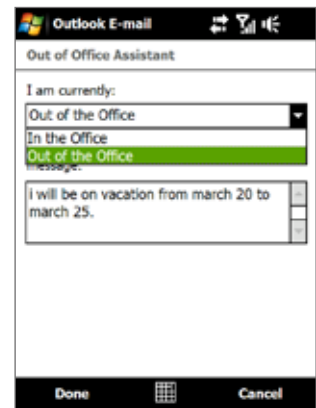 Outlook E-mail
Out of Office Assistant
I am currently:
Out of the Office
In the Office
Out of the Office
message:
i will be on vacation from march 20 to
march 25.
Done
Cancel